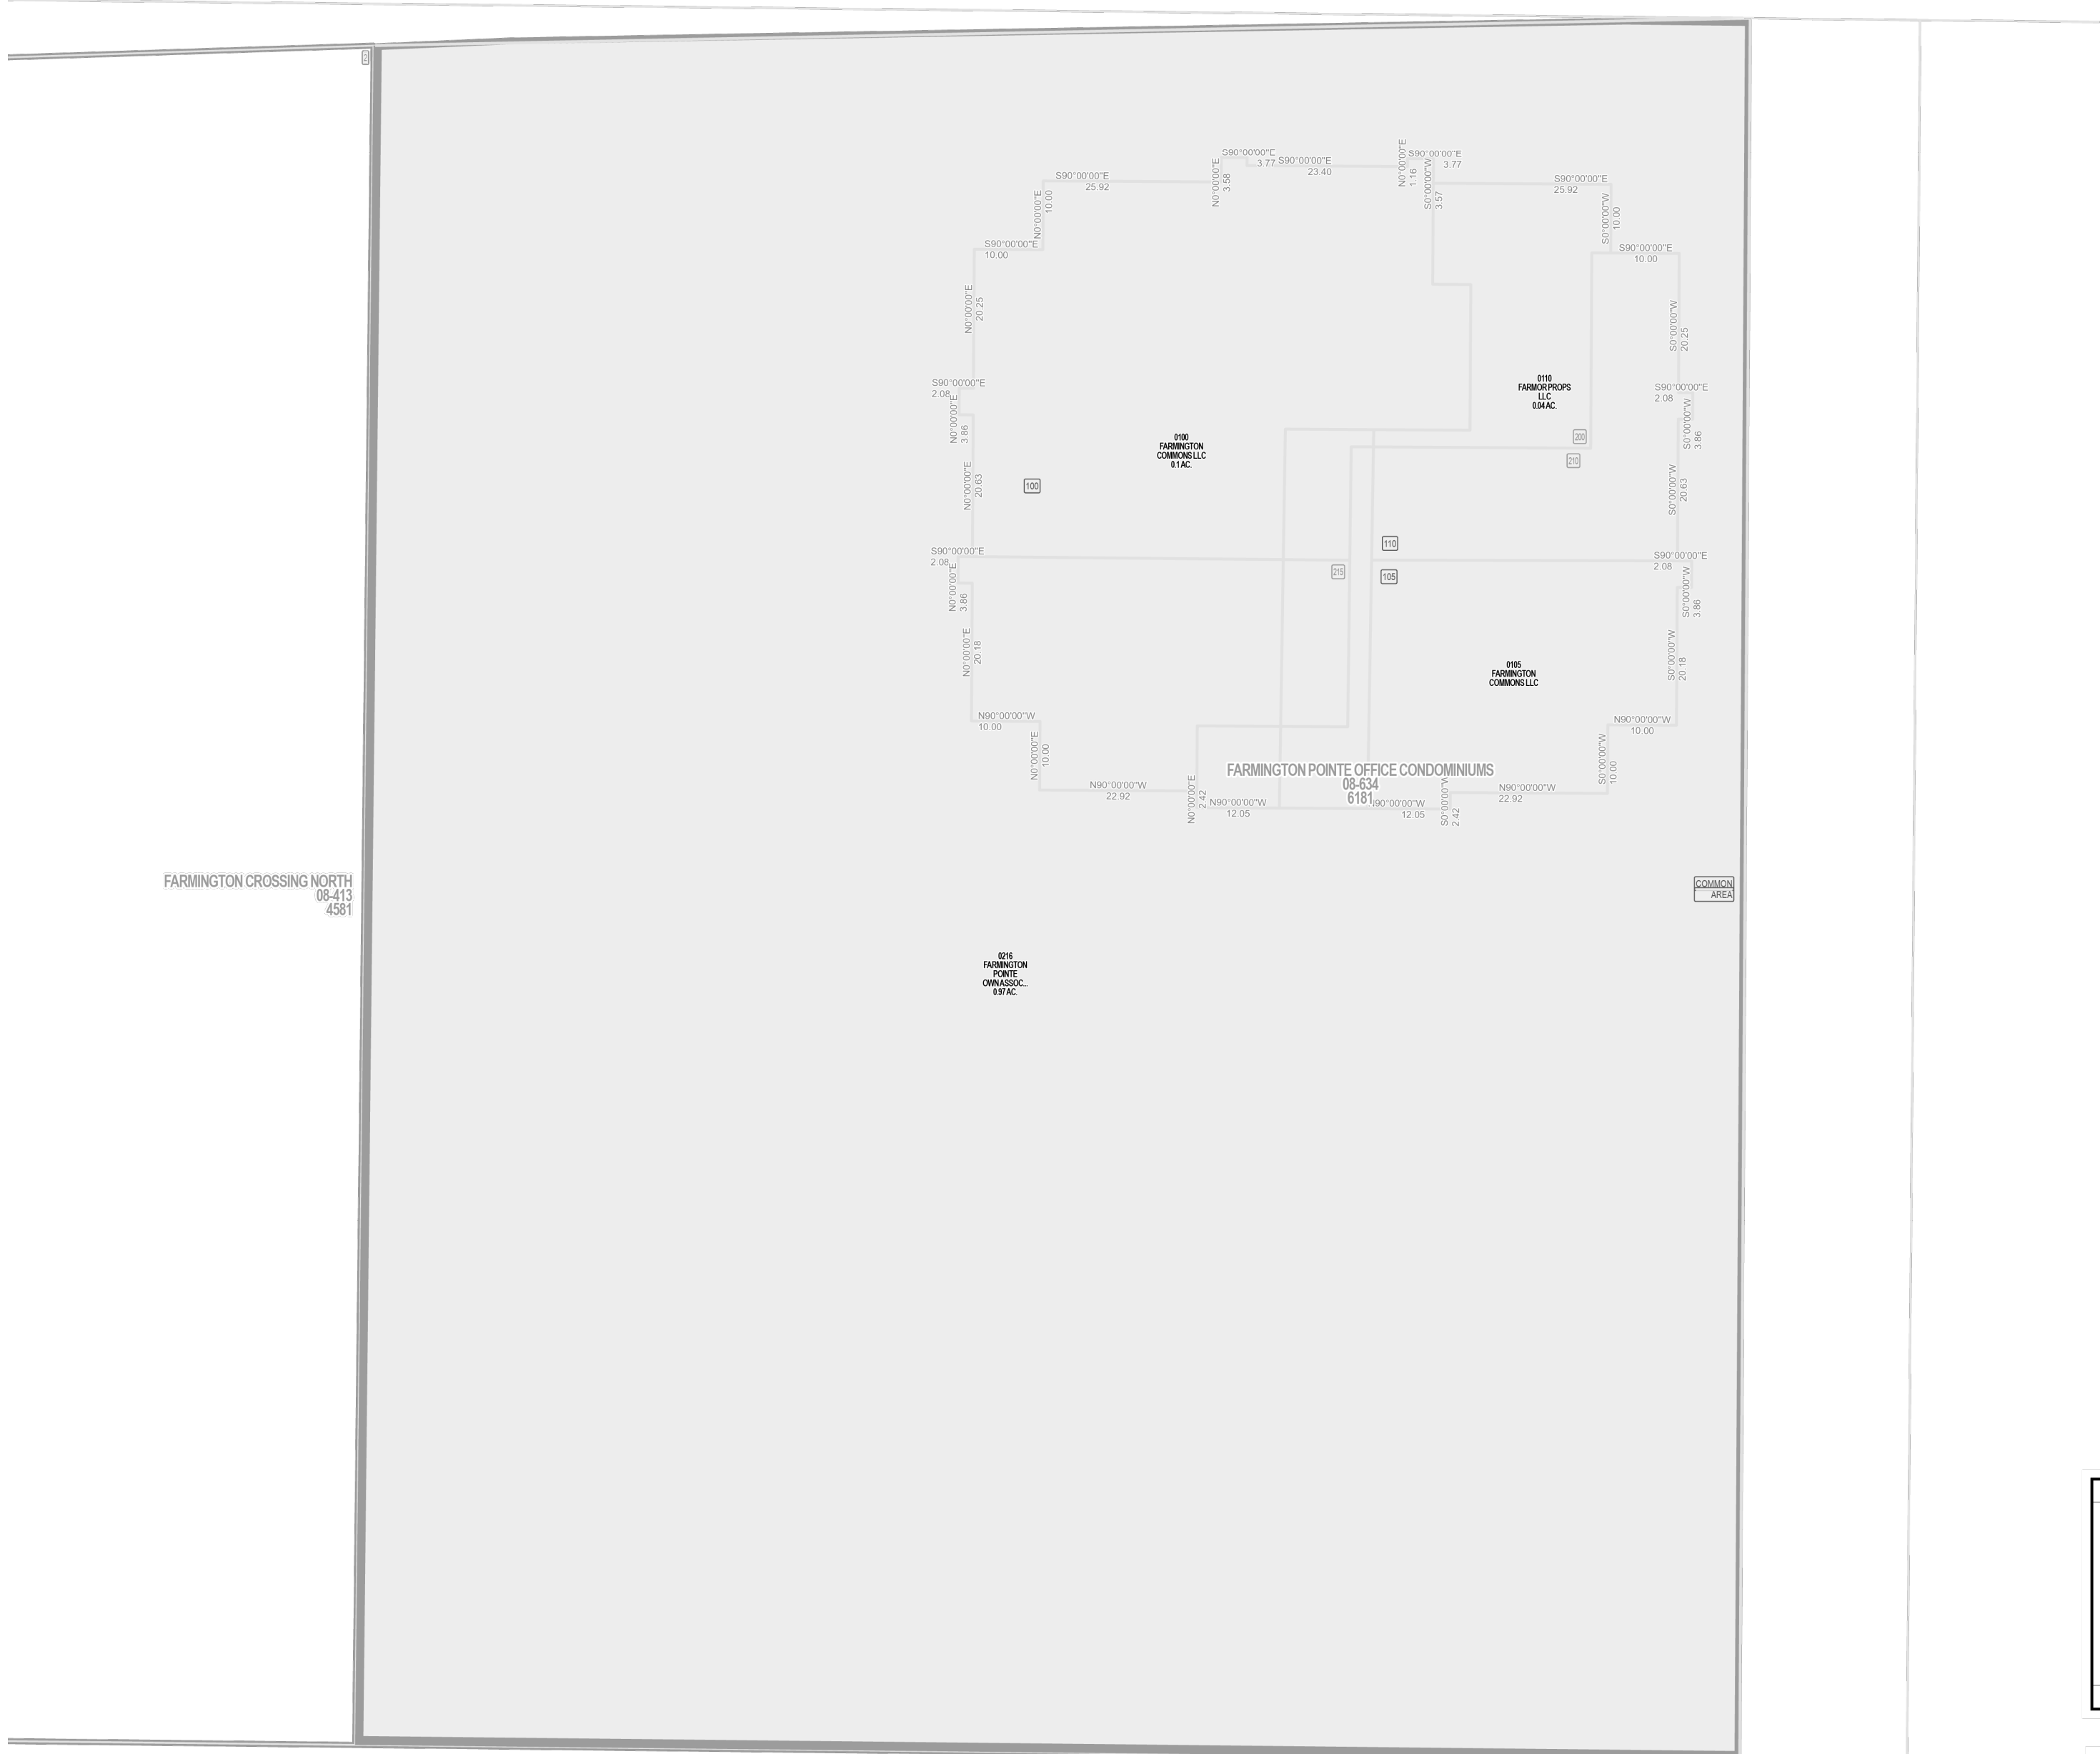 S90°00'00"E
3.77
S90°00'00"E
23.40
N0°00'00"E
1.16
S90°00'00"E
3.77
N0°00'00"E
3.58
S0°00'00"W
3.57
S90°00'00"E
25.92
S90°00'00"E
25.92
N0°00'00"E
10.00
S0°00'00"W
10.00
S90°00'00"E
10.00
S90°00'00"E
10.00
N0°00'00"E
20.25
S0°00'00"W
20.25
S90°00'00"E
2.08
0110
FARMOR PROPS
LLC
0.04 AC.
S90°00'00"E
2.08
N0°00'00"E
3.86
S0°00'00"W
3.86
0100
FARMINGTON
COMMONS LLC
0.1 AC.
200
210
N0°00'00"E
20.63
100
S0°00'00"W
20.63
110
S90°00'00"E
2.08
215
105
S90°00'00"E
2.08
N0°00'00"E
3.86
S0°00'00"W
3.86
N0°00'00"E
20.18
0105
FARMINGTON
COMMONS LLC
S0°00'00"W
20.18
N90°00'00"W
10.00
N90°00'00"W
10.00
N0°00'00"E
10.00
S0°00'00"W
10.00
FARMINGTON POINTE OFFICE CONDOMINIUMS
08-634
6181
N90°00'00"W
22.92
N0°00'00"E
2.42
N90°00'00"W
12.05
N90°00'00"W
12.05
S0°00'00"W
2.42
N90°00'00"W
22.92
FARMINGTON CROSSING NORTH
08-413
4581
COMMON
AREA
0216
FARMINGTON
POINTE
OWN ASSOC...
0.97 AC.